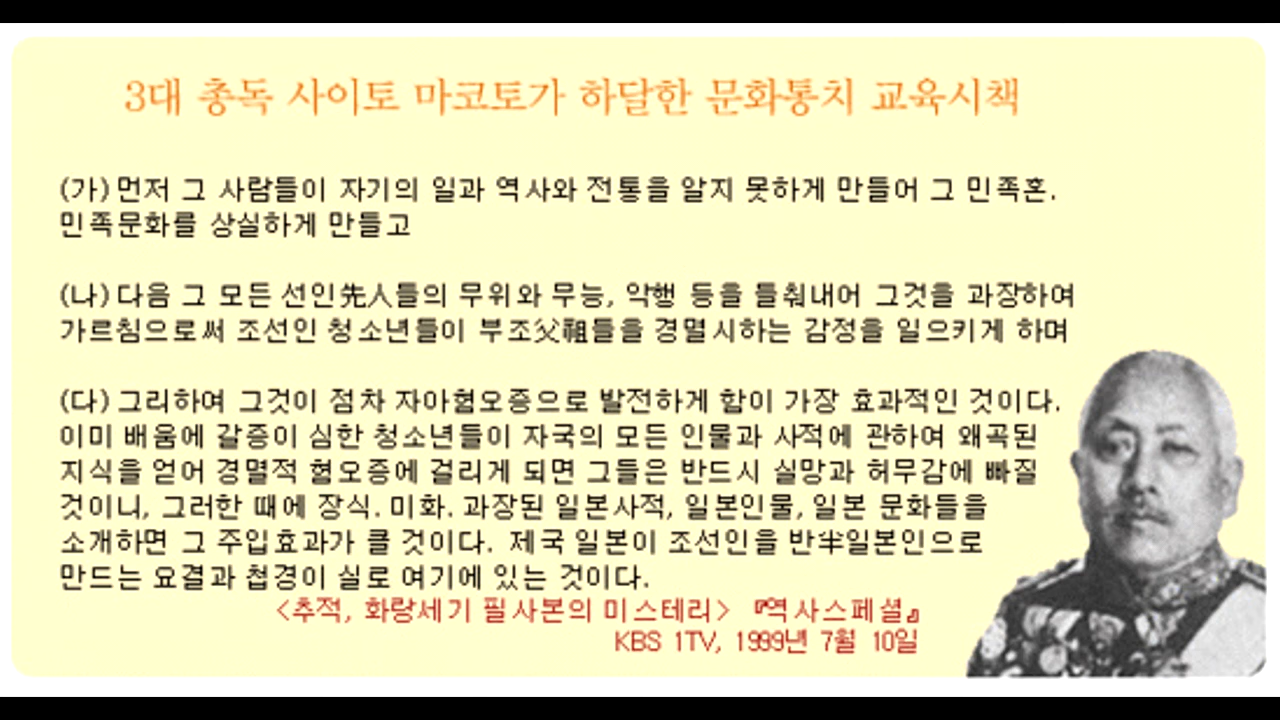 3대 총독 사이토 마코토가 하달한 문화통치 교육시책
(가) 먼저 그 사람들이 자기의 일과 역사와 전통을 알지 못하게 만들어 그 민족혼.
민족문화를 상실하게 만들고
(나) 다음 그 모든 선인先人들의 무위와 무능, 악행 등을 들춰내어 그것을 과장하여
가르침으로써 조선인 청소년들이 부조父祖들을 경멸시하는 감정을 일으키게 하며
(다) 그리하여 그것이 점차 자아혐오증으로 발전하게 함이 가장 효과적인 것이다.
이미 배움에 갈증이 심한 청소년들이 자국의 모든 인물과 사적에 관하여 왜곡된
지식을 얻어 경멸적 혐오증에 걸리게 되면 그들은 반드시 실망과 허무감에 빠질
것이니, 그러한 때에 장식. 미화. 과장된 일본사적, 일본인물, 일본 문화들을
소개하면 그 주입효과가 클 것이다. 제국 일본이 조선인을 반半일본인으로
만드는 요결과 첩경이 실로 여기에 있는 것이다.
<추적, 화랑세기 필사본의 미스테리> 『역사스페셜』
KBS 1TV, 1999년 7월 10일